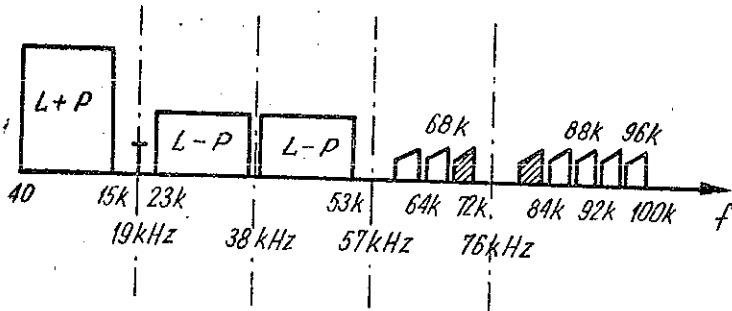 L+P
L-P
L-P
68k
88k
96k
40
15k
23k
53k
64k
72k.
84k
92k
100k
f
19kHz
38kHz
57kHz
76kHz